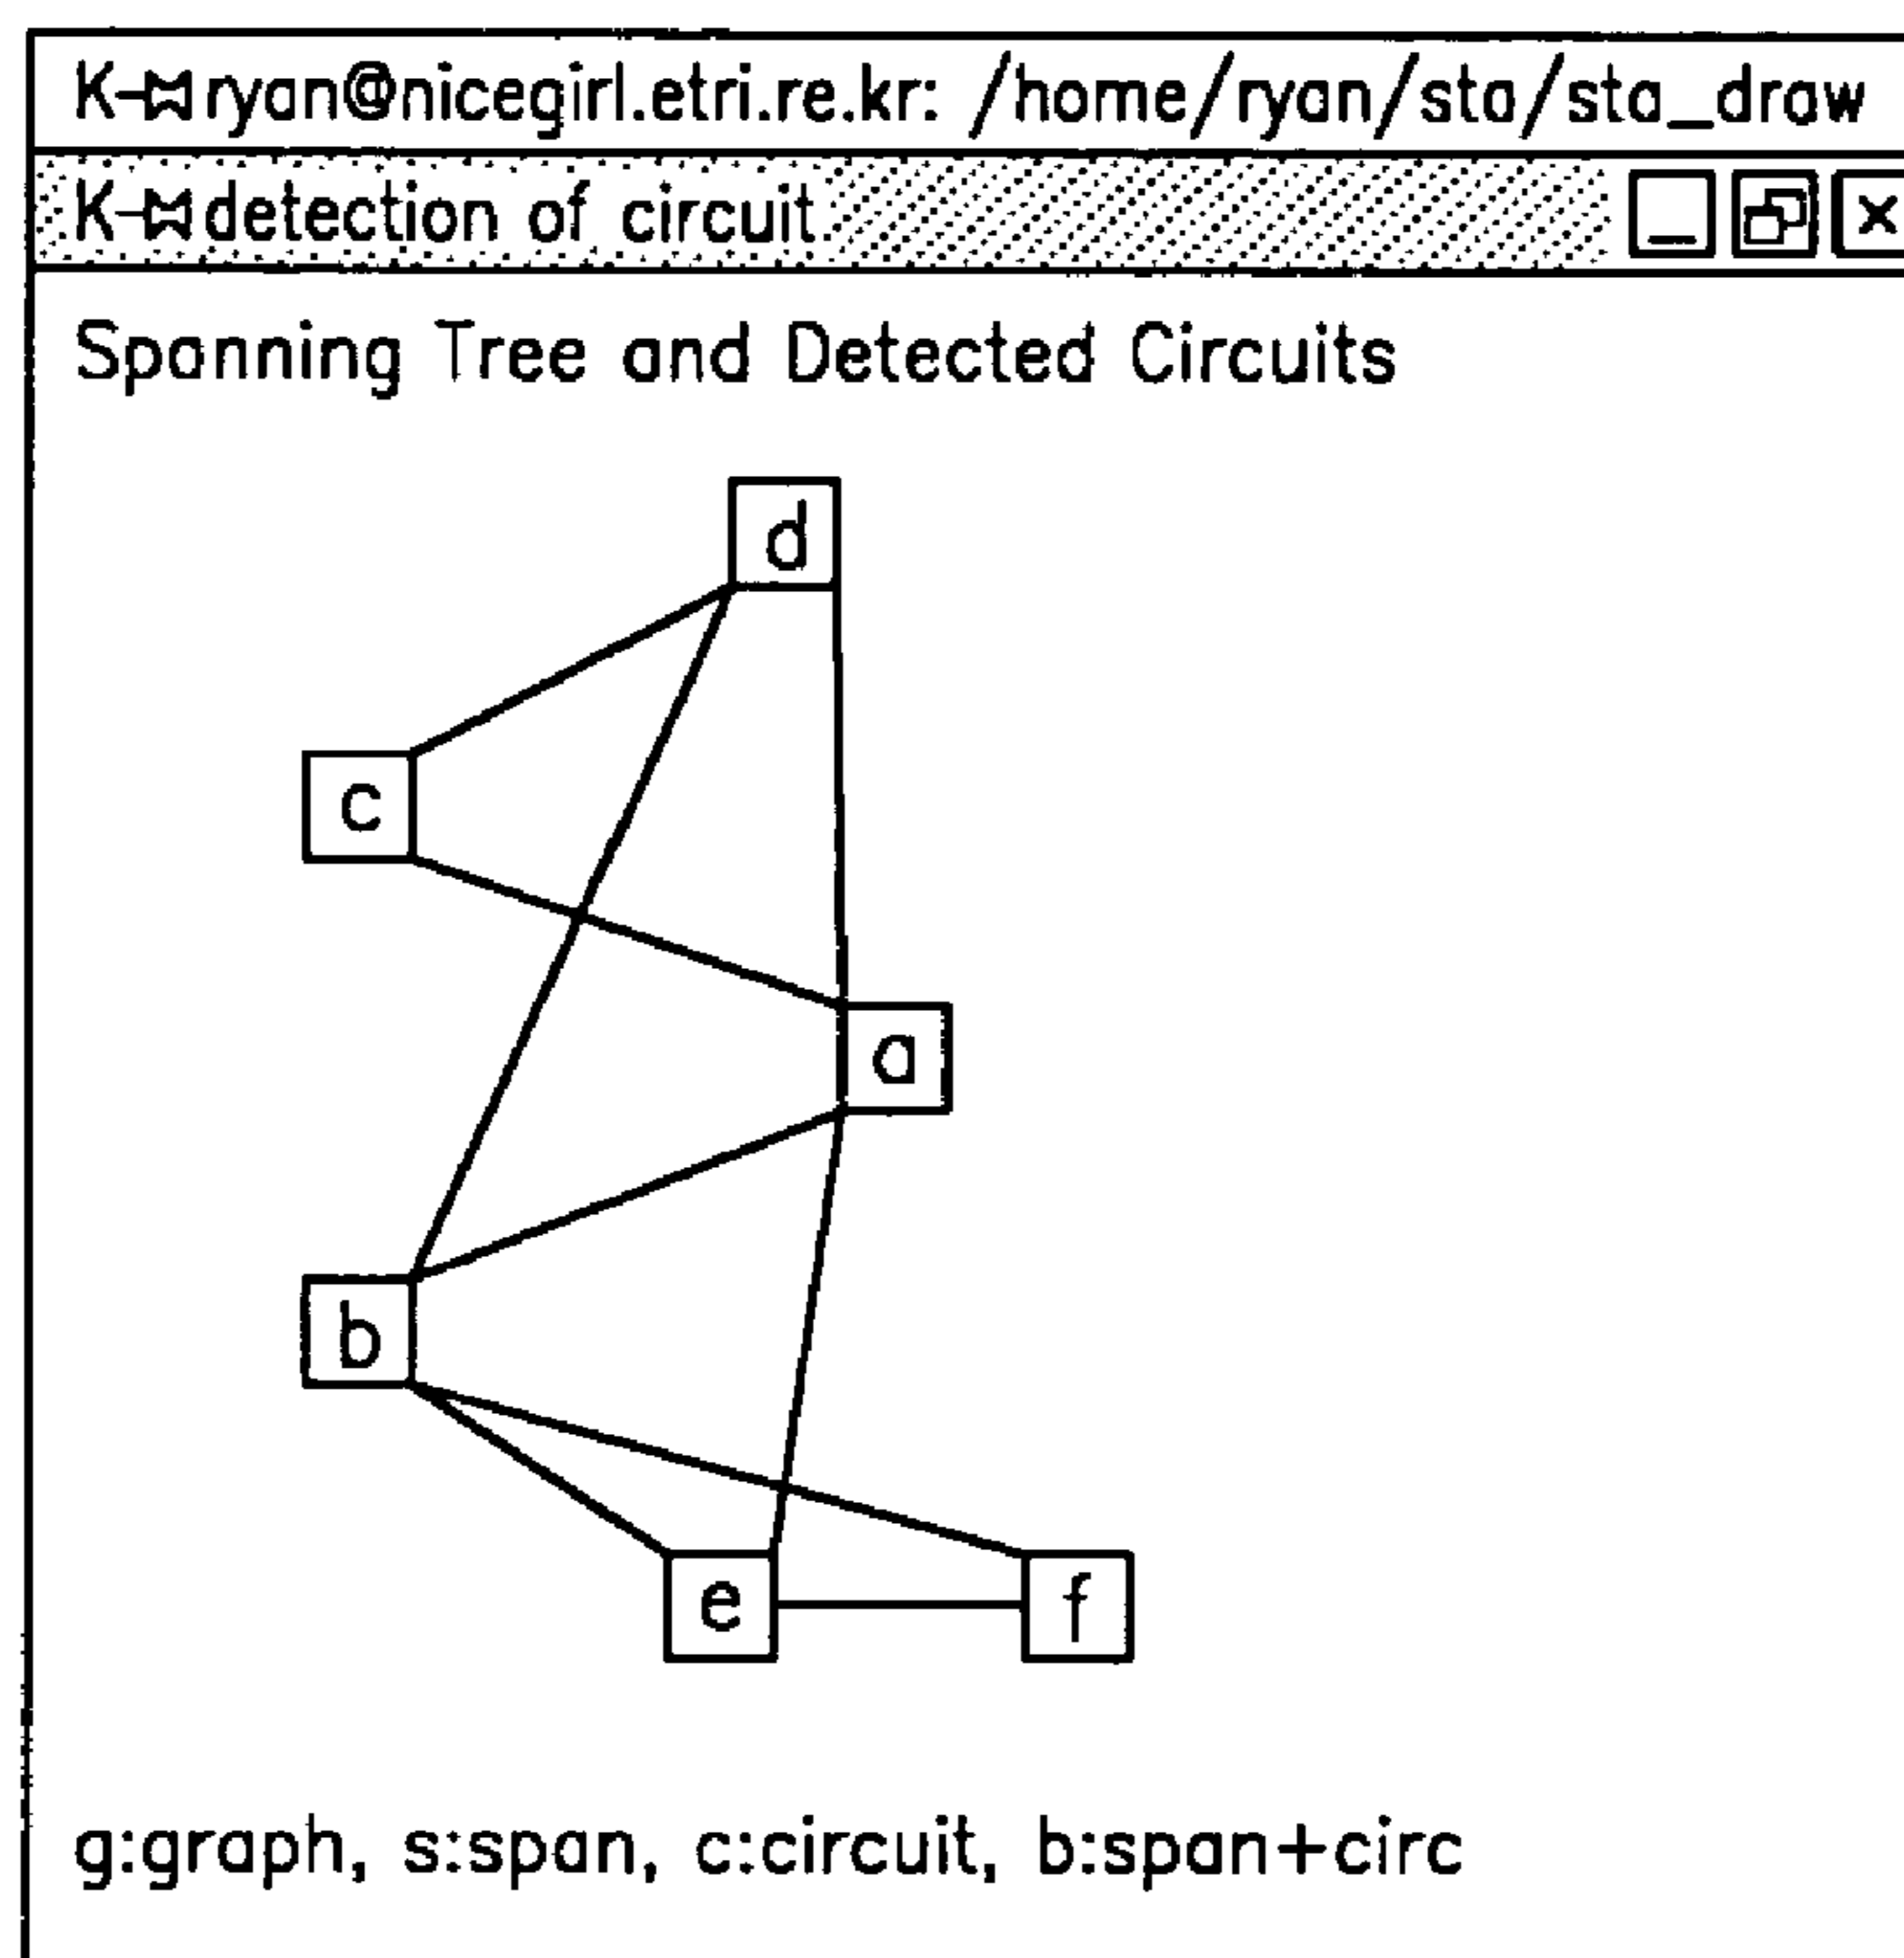 K ryan@nicegirl.etri.re.kr: /home/ryan/sta/sta_draw
K detection of circuit
Spanning Tree and Detected Circuits
d
c
a
b
e f
g:graph, s:span, c:circuit, b:span+circ